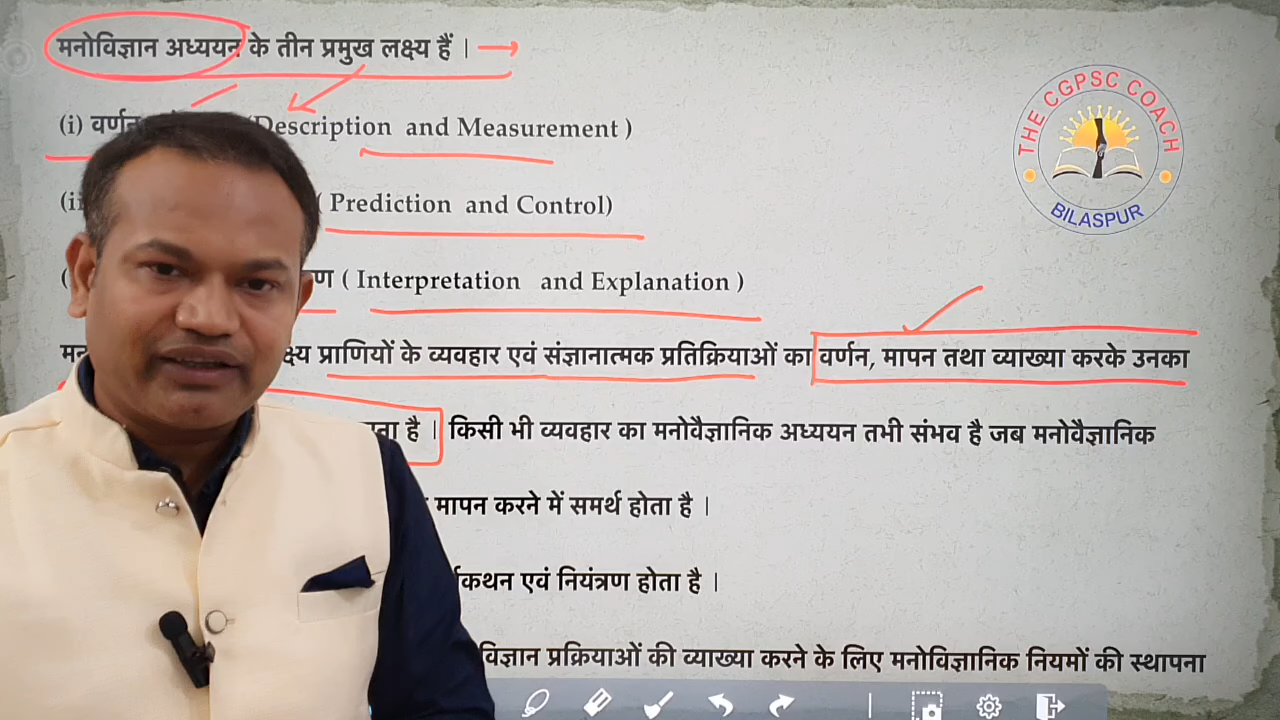 मनोविज्ञान अध्ययन के तीन प्रमुख लक्ष्य हैं |
(i) वर्णन (Description and Measurement )
( Prediction and Control)
( Interpretation and Explanation )
प्राणियों के व्यवहार एवं संज्ञानात्मक प्रतिक्रियाओं का वर्णन, मापन तथा व्याख्या करके उनका
है | किसी भी व्यवहार का मनोवैज्ञानिक अध्ययन तभी संभव है जब मनोवैज्ञानिक
मापन करने में समर्थ होता है |
एवं नियंत्रण होता है |
प्रक्रियाओं की व्याख्या करने के लिए मनोविज्ञानिक नियमों की स्थापना
THE CGPSC COACH
BILASPUR